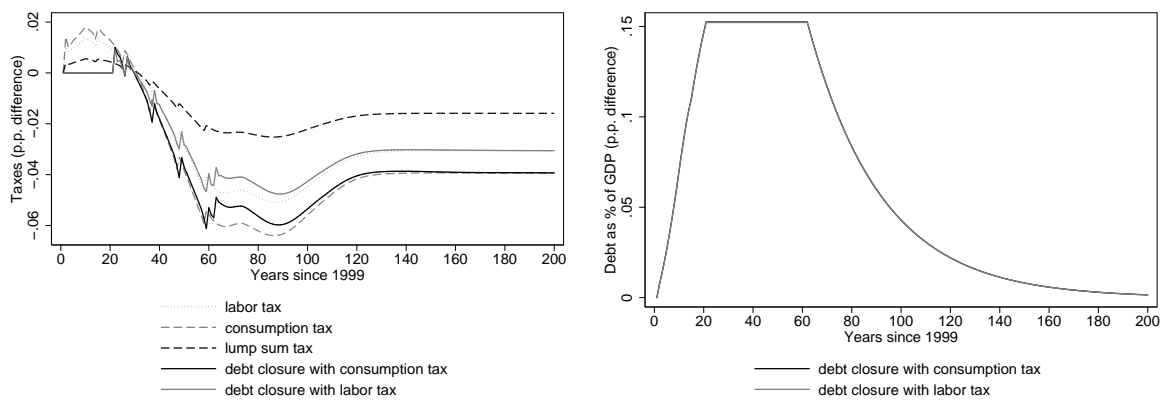 Taxes (p.p. difference)
.02
0
-.02
-.04
-.06
0 20 40 60 80 100 120 140 160 180 200
Years since 1999
labor tax
consumption tax
lump sum tax
debt closure with consumption tax
debt closure with labor tax
Debt as % of GDP (p.p. difference)
.15
.1
.05
0
0 20 40 60 80 100 120 140 160 180 200
Years since 1999
debt closure with consumption tax
debt closure with labor tax